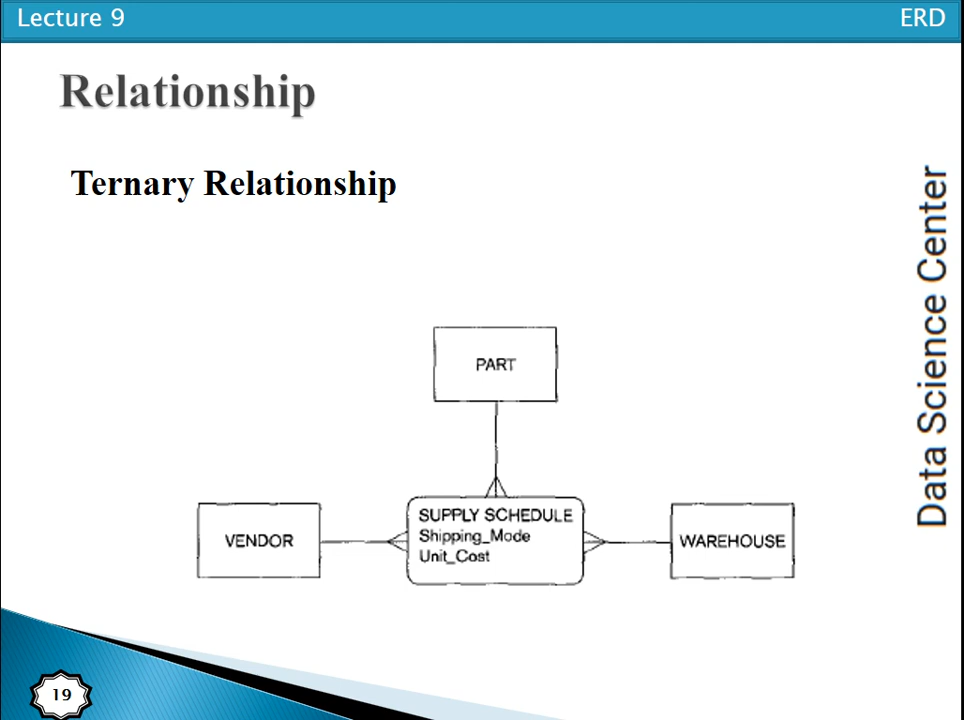 Lecture 9
ERD
Relationship
Ternary Relationship
Data Science Center
PART
VENDOR
SUPPLY SCHEDULE
Shipping_Mode
Unit_Cost
WAREHOUSE
19